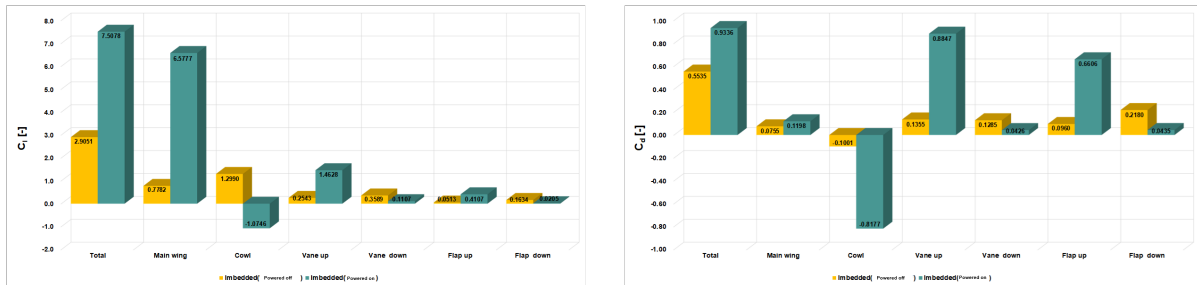 8.0
7.0
6.0
5.0
4.0
3.0
2.0
1.0
0.0
-1.0
-2.0
C l [-]
2.9051
7.5078
0.7782
6.5777
1.2990
-1.0746
0.2543
1.4628
0.3589
0.1107
0.0513
0.4107
0.1634
0.0205
Total
Main wing
Cowl
Vane up
Vane down
Flap up
Flap down
Imbedded( Powered off ) Imbedded( Powered on )
1.00
0.80
0.60
0.40
0.20
0.00
-0.20
-0.40
-0.60
-0.80
-1.00
C d [-]
0.5535
0.9336
0.0755
0.1198
-0.1001
-0.8177
0.1355
0.8847
0.1285
0.0426
0.0960
0.6606
0.2180
0.0435
Total
Main wing
Cowl
Vane up
Vane down
Flap up
Flap down
Imbedded( Powered off ) Imbedded( Powered on )